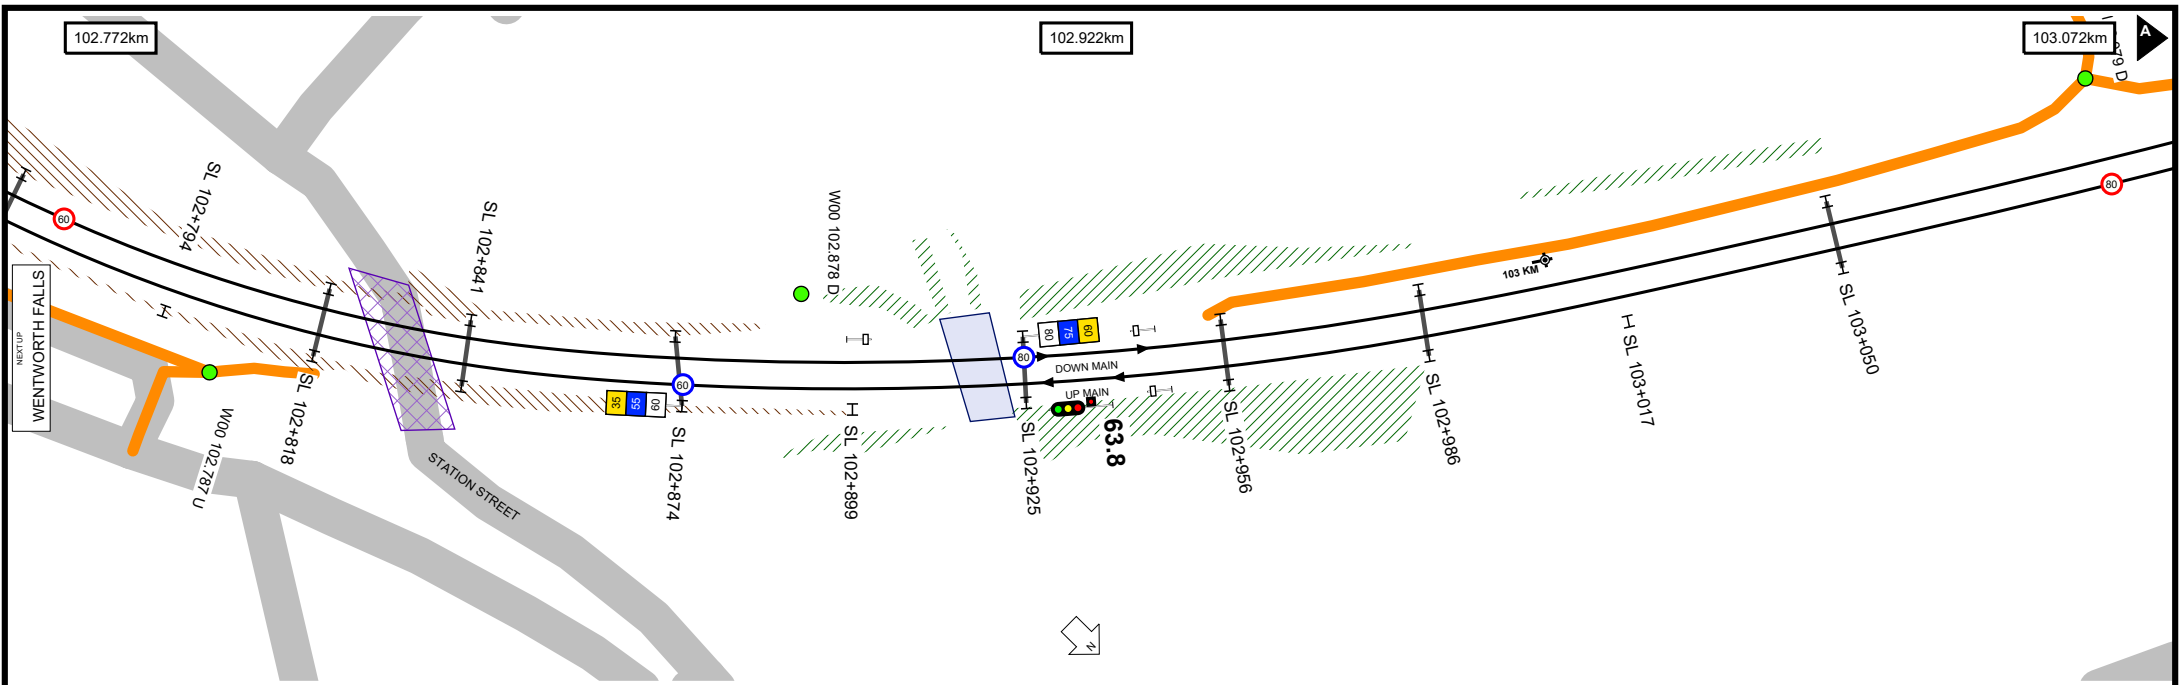 102.772km
102.922km
103.072km
A
80
60
SL 102+794
SL 102+841
W00 102.878 D
NEXT UP
WENTWORTH FALLS
80
75
60
80
103 KM
DOWN MAIN
UP MAIN
60
35
55
60
63.8
SL 102+818
W00 102.787 U
STATION STREET
SL 102+874
SL 102+899
SL 102+925
SL 102+956
SL 102+986
SL 103+017
SL 103+050
N